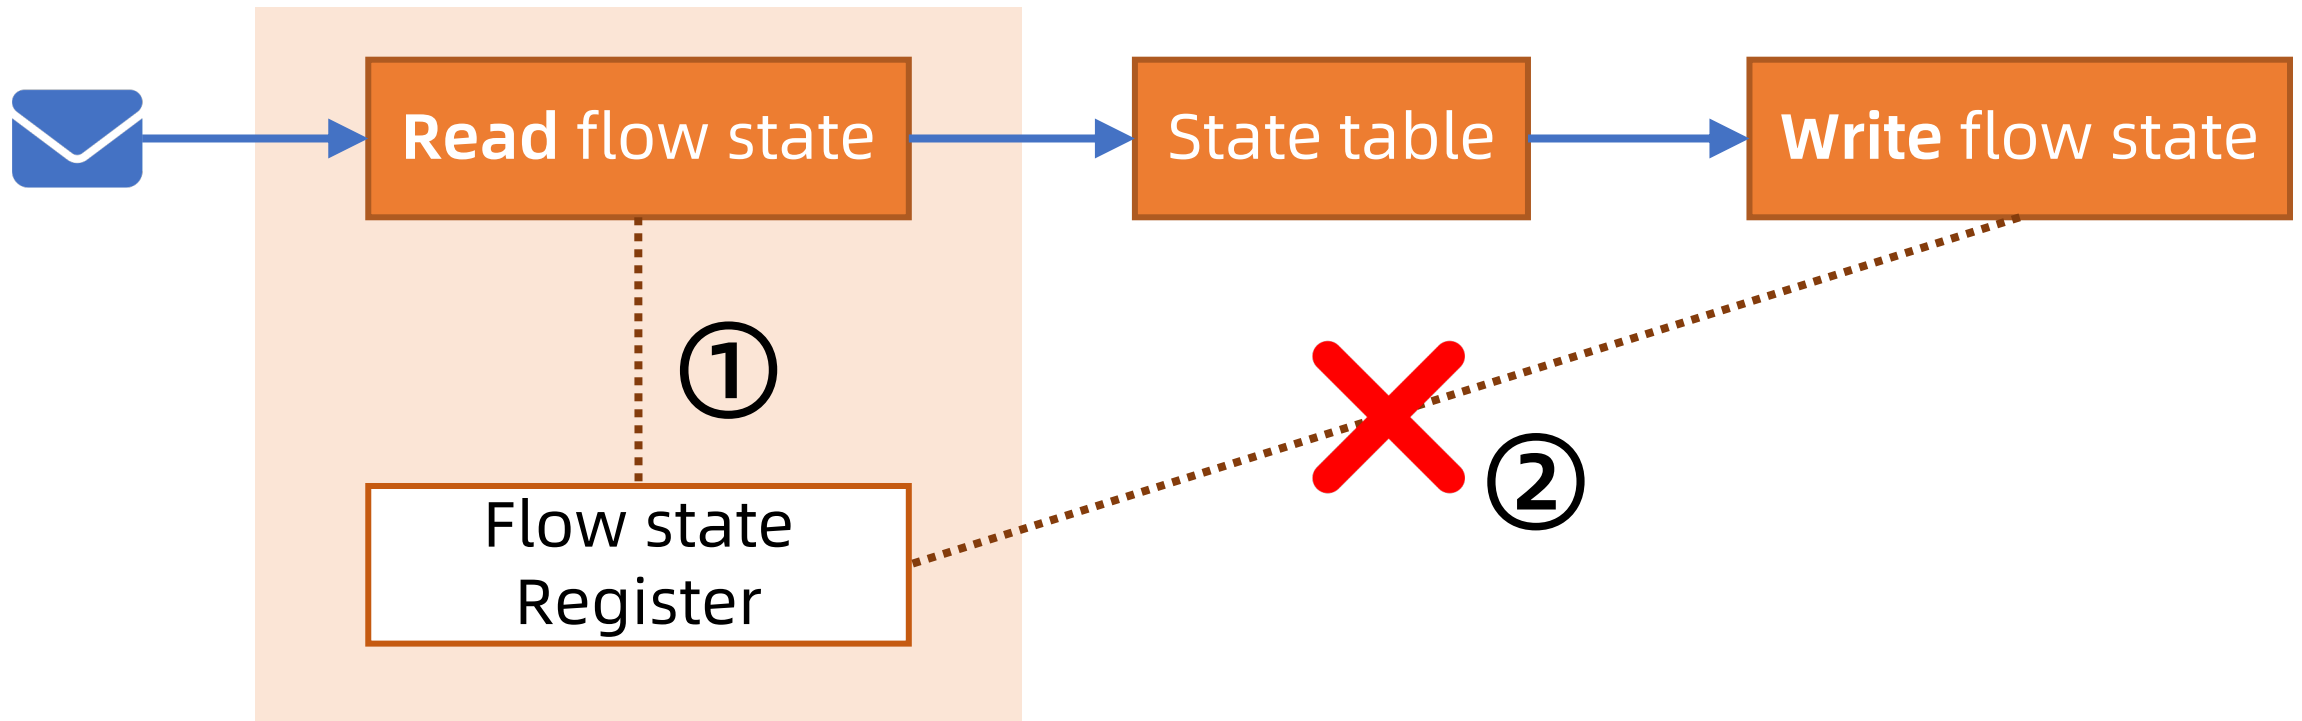 Read flow state
State table
Write flow state
①
②
Flow state
Register